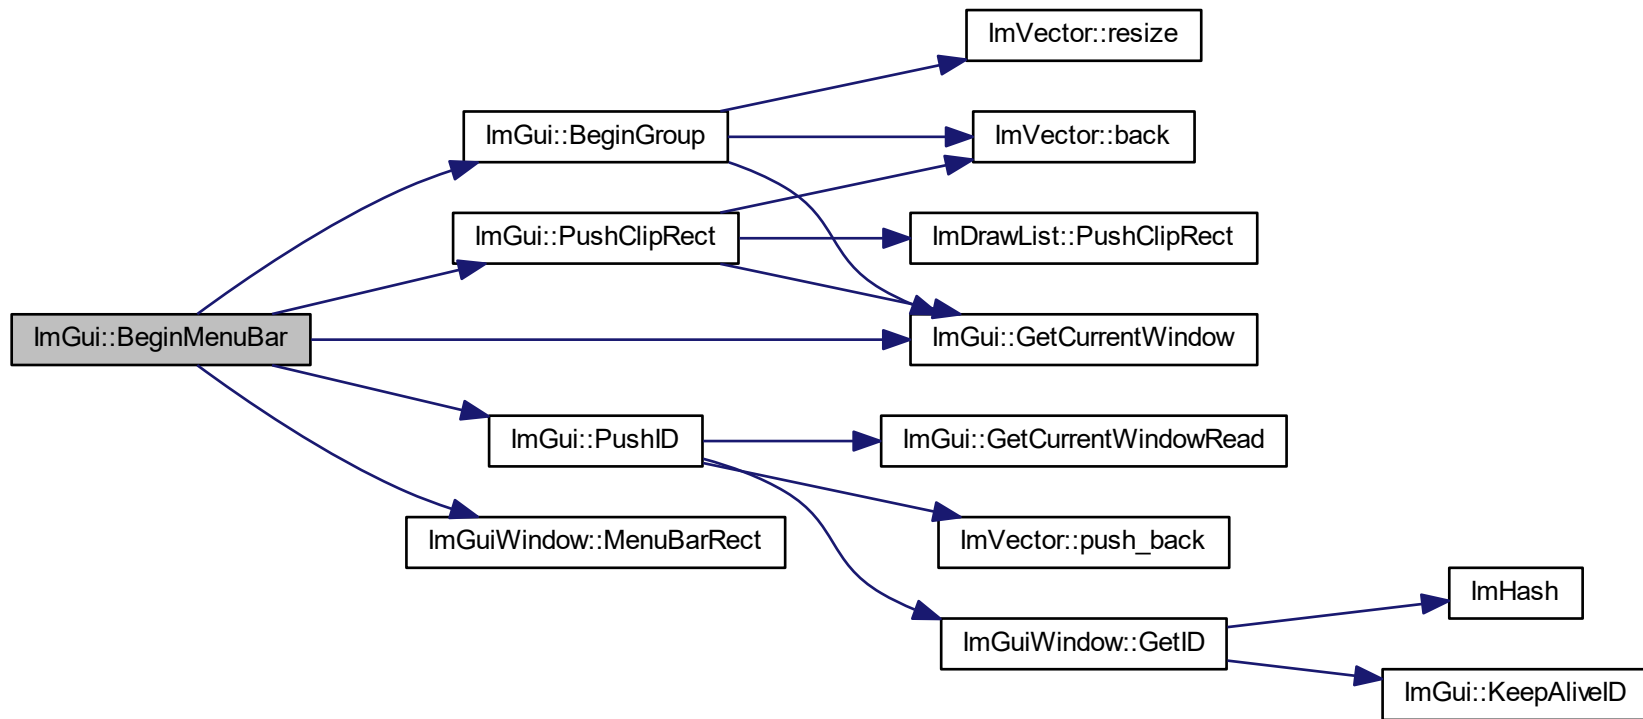 ImVector::resize
ImGui::BeginGroup
ImVector::back
ImGui::PushClipRect
ImDrawList::PushClipRect
ImGui::BeginMenuBar
ImGui::GetCurrentWindow
ImGui::PushID
ImGui::GetCurrentWindowRead
ImGuiWindow::MenuBarRect
ImVector::push_back
ImHash
ImGuiWindow::GetID
ImGui::KeepAliveID